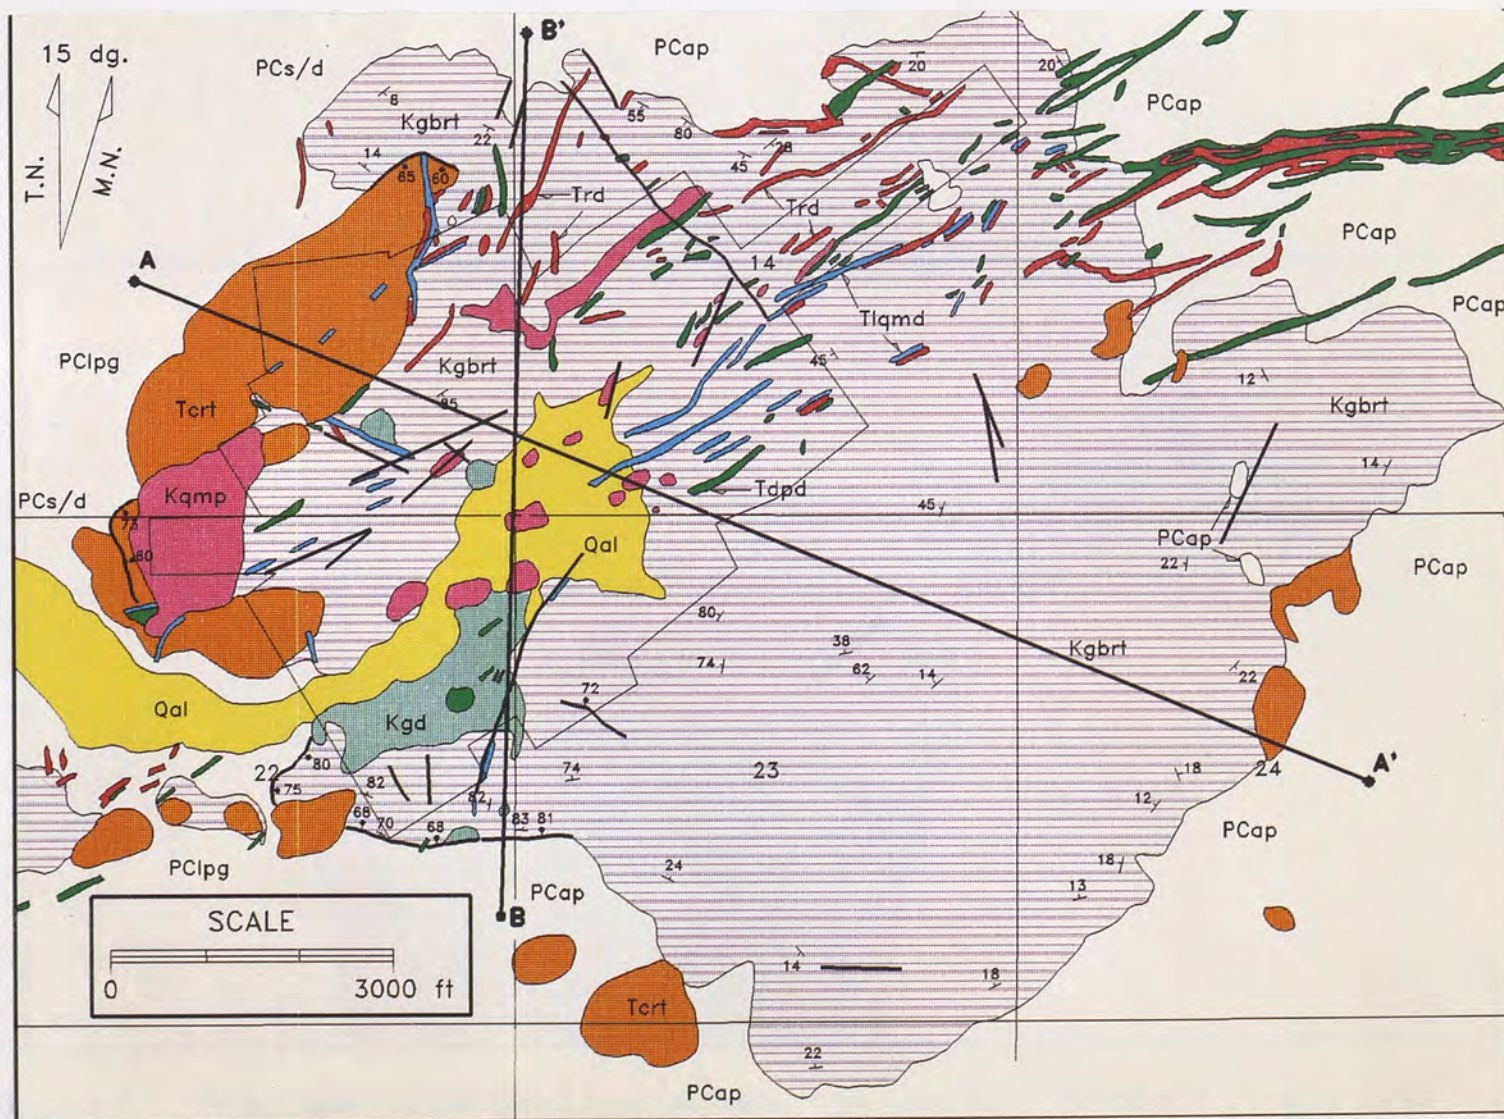 B'
15 dg.
PCap
PCs/d
20
20
PCap
8
Kgbrt
55
80
22
28
14
45
65
60
T.N.
M.N.
Trd
Trd
PCap
A
14
PCap
Tlqmd
PClpg
Kgbrt
45
12
Kgbrt
85
Tcrt
14
Kqmp
PCs/d
Tdpd
73
45
Qal
PCap
60
22
PCap
80
38
Kgbrt
74
62
14
22
72
Qal
Kgd
22
80
74
23
18
24
A'
75
82
82
12
68
70
68
83
81
PCap
PClpg
24
18
13
PCap
B
SCALE
0
3000 ft
14
18
Tcrt
22
PCap